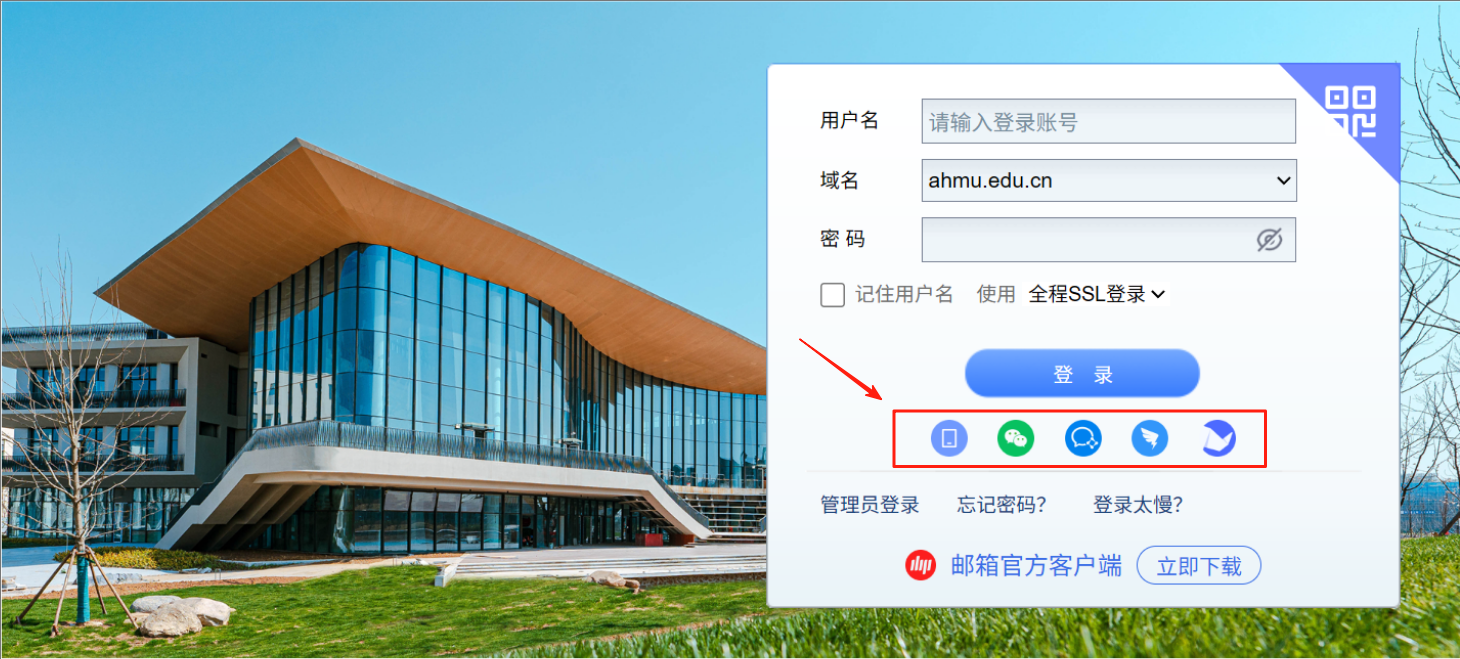 用户名 请输入登录账号
域名 ahmu.edu.cn
密 码
记住用户名 使用 全程SSL登录
登 录
管理员登录 忘记密码? 登录太慢?
邮箱官方客户端 立即下载